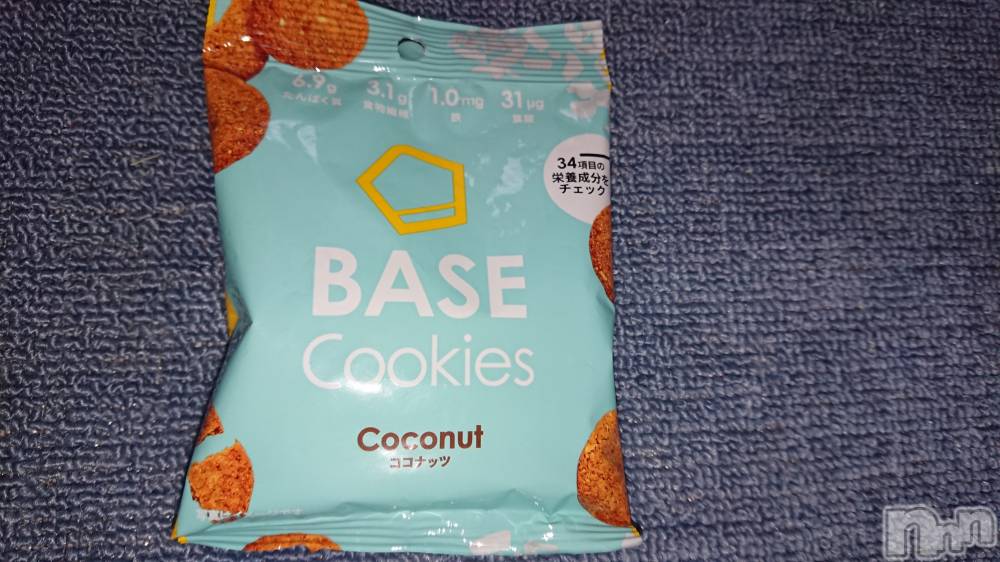 6.9g 3.1g 1.0mg 31μg
たんぱく質 食物繊維 鉄 葉酸
34項目の
栄養成分を
チェック
BASE
Cookies
Coconut
ココナッツ